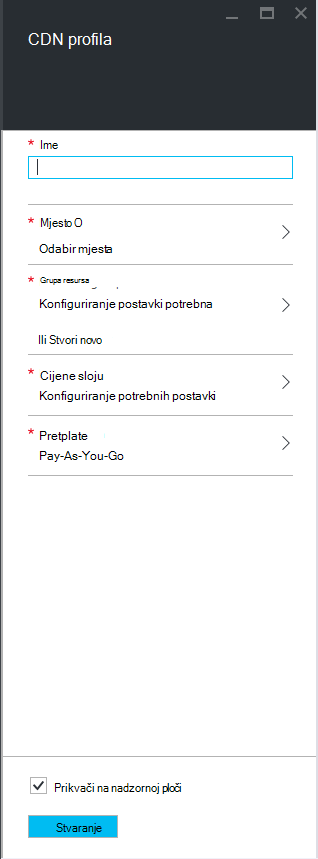 CDN profila
* Ime
* Mjesto O
Odabir mjesta
* Grupa resursa
Konfiguriranje postavki potrebna
Ili Stvori novo
* Cijene sloju
Konfiguriranje potrebnih postavki
* Pretplate
Pay-As-You-Go
Prikvači na nadzornoj ploči
Stvaranje